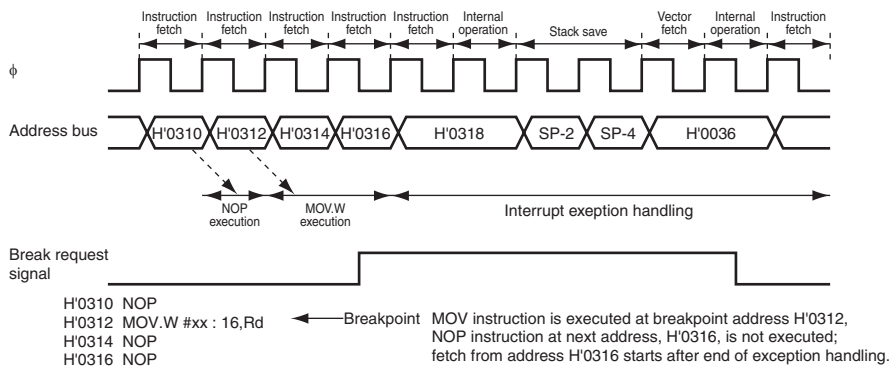 Instruction fetch
Instruction fetch
Instruction fetch
Instruction fetch
Instruction fetch
Internal operation
Stack save
Vector fetch
Internal operation
Instruction fetch
φ
Address bus
H'0310
H'0312
H'0314
H'0316
H'0318
SP-2
SP-4
H'0036
NOP execution
MOV.W execution
Interrupt exeption handling
Break request signal
H'0310 NOP
H'0312 MOV.W #xx : 16,Rd
H'0314 NOP
H'0316 NOP
Breakpoint
MOV instruction is executed at breakpoint address H'0312,
NOP instruction at next address, H'0316, is not executed;
fetch from address H'0316 starts after end of exception handling.